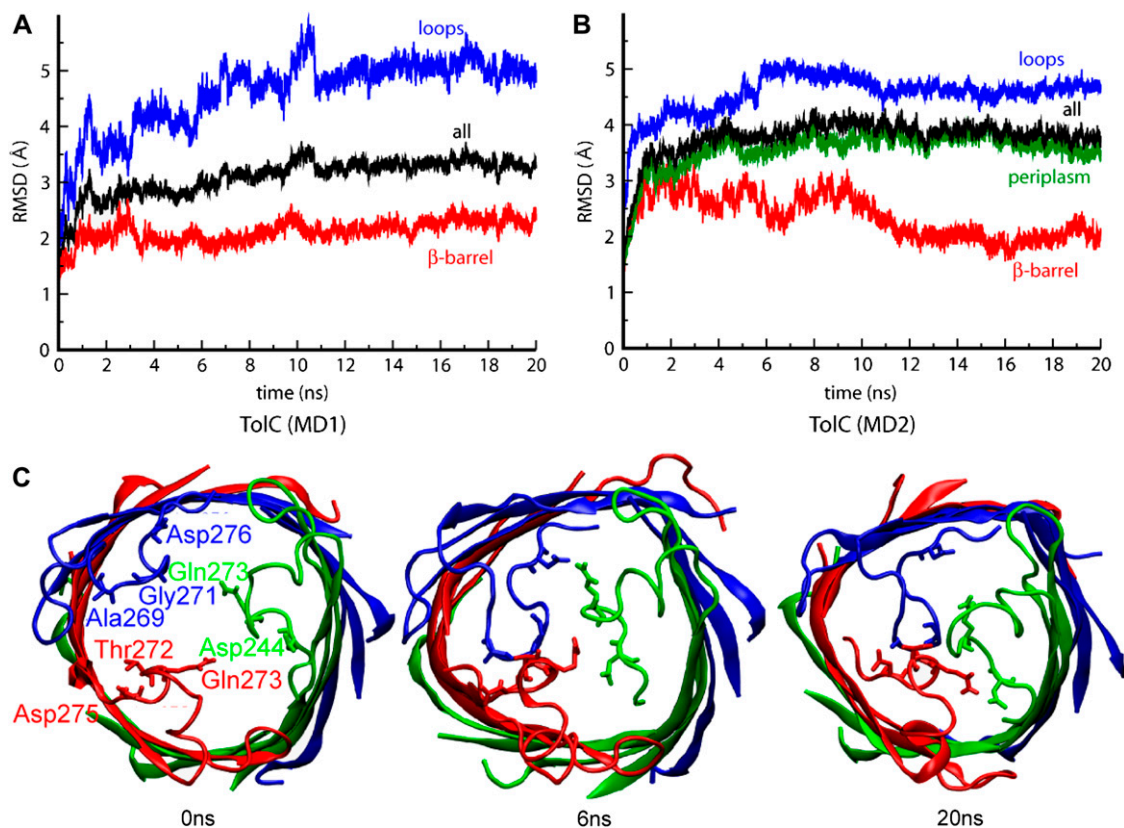 A
RMSD (Å)
5
4
3
2
1
0
loops
all
β-barrel
0 2 4 6 8 10 12 14 16 18 20
time (ns)
TolC (MD1)
B
RMSD (Å)
5
4
3
2
1
0
loops
all
periplasm
β-barrel
0 2 4 6 8 10 12 14 16 18 20
time (ns)
TolC (MD2)
C
Asp276
Gln273
Gly271
Ala269
Thr272
Asp244
Gln273
Asp275
0ns
6ns
20ns